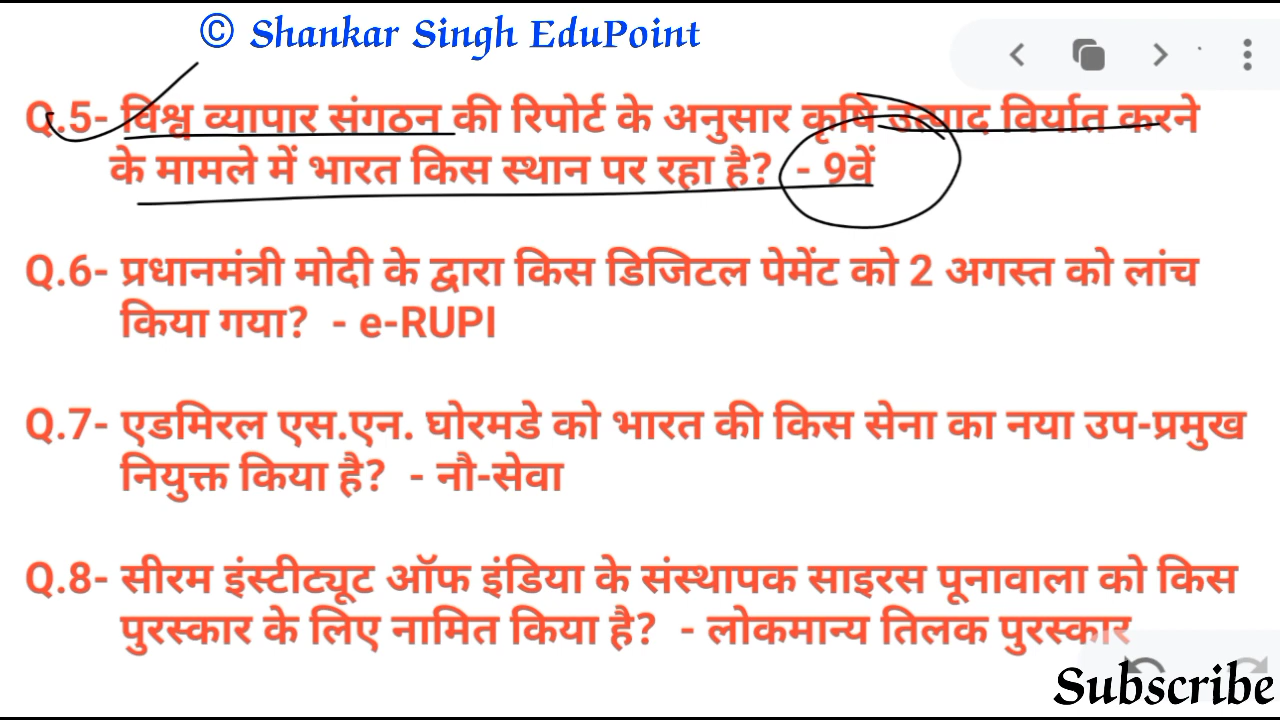 © Shankar Singh EduPoint
Q.5- विश्व व्यापार संगठन की रिपोर्ट के अनुसार कृषि उत्पाद विर्यात करने
के मामले में भारत किस स्थान पर रहा है? - 9वें
Q.6- प्रधानमंत्री मोदी के द्वारा किस डिजिटल पेमेंट को 2 अगस्त को लांच
किया गया? - e-RUPI
Q.7- एडमिरल एस.एन. घोरमडे को भारत की किस सेना का नया उप-प्रमुख
नियुक्त किया है? - नौ-सेवा
Q.8- सीरम इंस्टीट्यूट ऑफ इंडिया के संस्थापक साइरस पूनावाला को किस
पुरस्कार के लिए नामित किया है? - लोकमान्य तिलक पुरस्कार
Subscribe